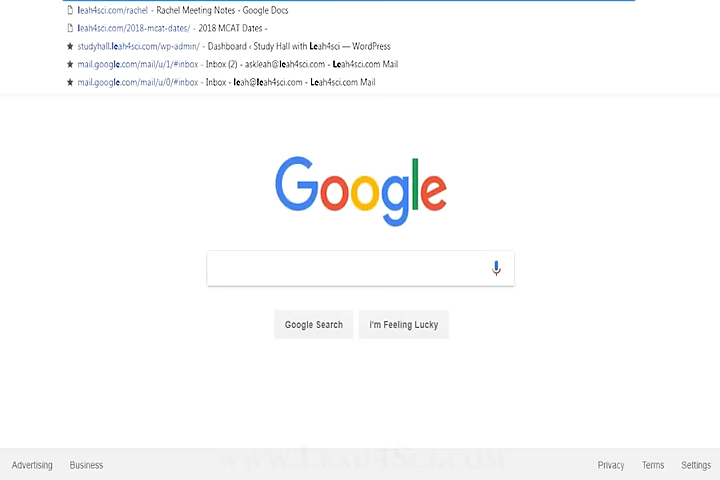 leah4sci.com/rachel - Rachel Meeting Notes - Google Docs
leah4sci.com/2018-mcat-dates/ - 2018 MCAT Dates -
studyhall.leah4sci.com/wp-admin/ - Dashboard ‹ Study Hall with Leah4sci — WordPress
mail.google.com/mail/u/1/#inbox - Inbox (2) - askleah@leah4sci.com - Leah4sci.com Mail
mail.google.com/mail/u/0/#inbox - Inbox - leah@leah4sci.com - Leah4sci.com Mail
Google
Google Search I'm Feeling Lucky
Advertising Business www.Leah4Sci.com Privacy Terms Settings